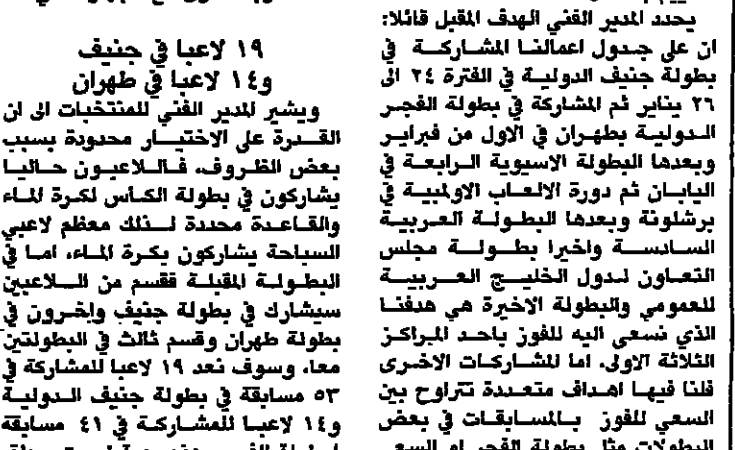 يحدد المدير الفني الهدف المقبل قائلا:
ان على جدول اعمالنا المشاركة في
بطولة جنيف الدولية في الفترة ٢٤ الى
٢٦ يناير ثم المشاركة في بطولة الفجر
الدولية بطهران في الاول من فبراير
وبعدها البطولة الاسيوية الرابعة في
اليابان ثم دورة الالعاب الاولمبية في
برشلونة وبعدها البطولة العربية
السادسة واخيرا بطولة مجلس
التعاون لدول الخليج العربية
للعمومي والبطولة الاخيرة هي هدفنا
الذي نسعى اليه للفوز باحد المراكز
الثلاثة الاولى. اما المشاركات الاخرى
فلنا فيها اهداف متعددة تتراوح بين
السعي للفوز بالمسابقات في بعض
البطولات مثل بطولة الفجر او السعي
١٩ لاعبا في جنيف
و١٤ لاعبا في طهران
ويشير المدير الفني للمنتخبات الى ان
القدرة على الاختيار محدودة بسبب
بعض الظروف، فاللاعبون حاليا
يشاركون في بطولة الكأس لكرة الماء
والقاعدة محددة لذلك معظم لاعبي
السباحة يشاركون بكرة الماء، اما في
البطولة المقبلة فقسم من اللاعبين
سيشارك في بطولة جنيف واخرون في
بطولة طهران وقسم ثالث في البطولتين
معا، وسوف نعد ١٩ لاعبا للمشاركة في
٥٣ مسابقة في بطولة جنيف الدولية
و١٤ لاعبا للمشاركة في ٤١ مسابقة